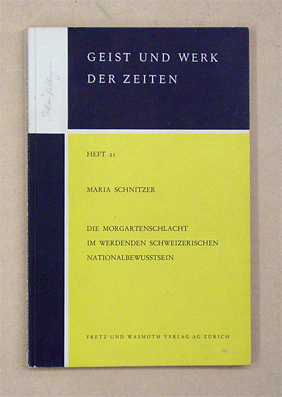 GEIST UND WERK
DER ZEITEN
HEFT 21
MARIA SCHNITZER
DIE MORGARTENSCHLACHT
IM WERDENDEN SCHWEIZERISCHEN
NATIONALBEWUSSTSEIN
FRETZ UND WASMUTH VERLAG AG ZÜRICH